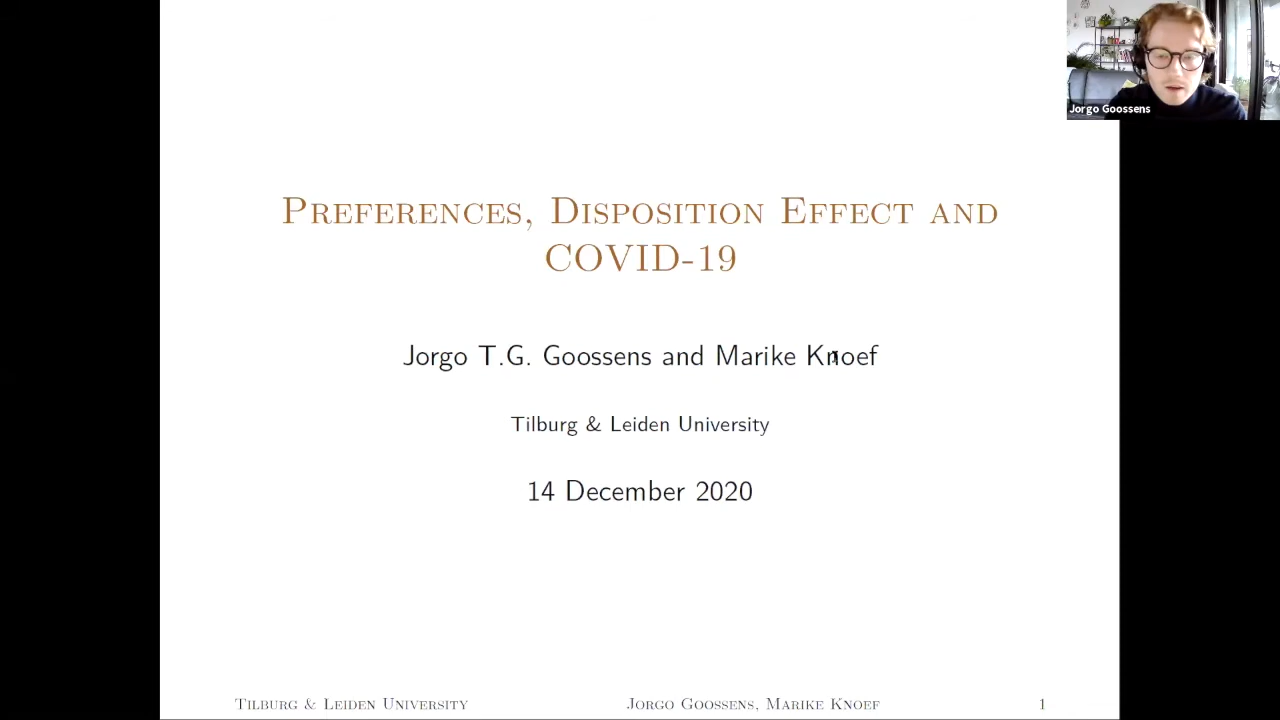 Jorgo Goossens
Preferences, Disposition Effect and
COVID-19
Jorgo T.G. Goossens and Marike Knoef
Tilburg & Leiden University
14 December 2020
Tilburg & Leiden University
Jorgo Goossens, Marike Knoef
1